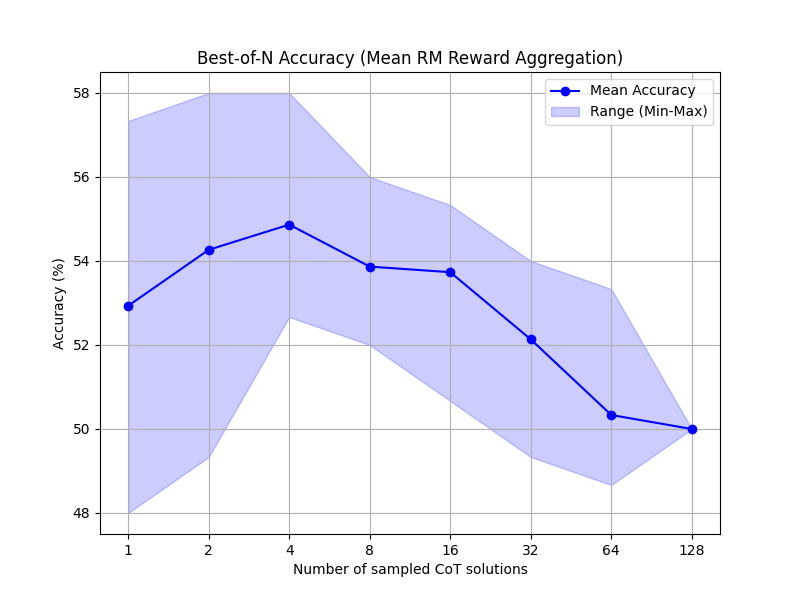 Best-of-N Accuracy (Mean RM Reward Aggregation)
Mean Accuracy
Range (Min-Max)
Accuracy (%)
58
56
54
52
50
48
1 2 4 8 16 32 64 128
Number of sampled CoT solutions